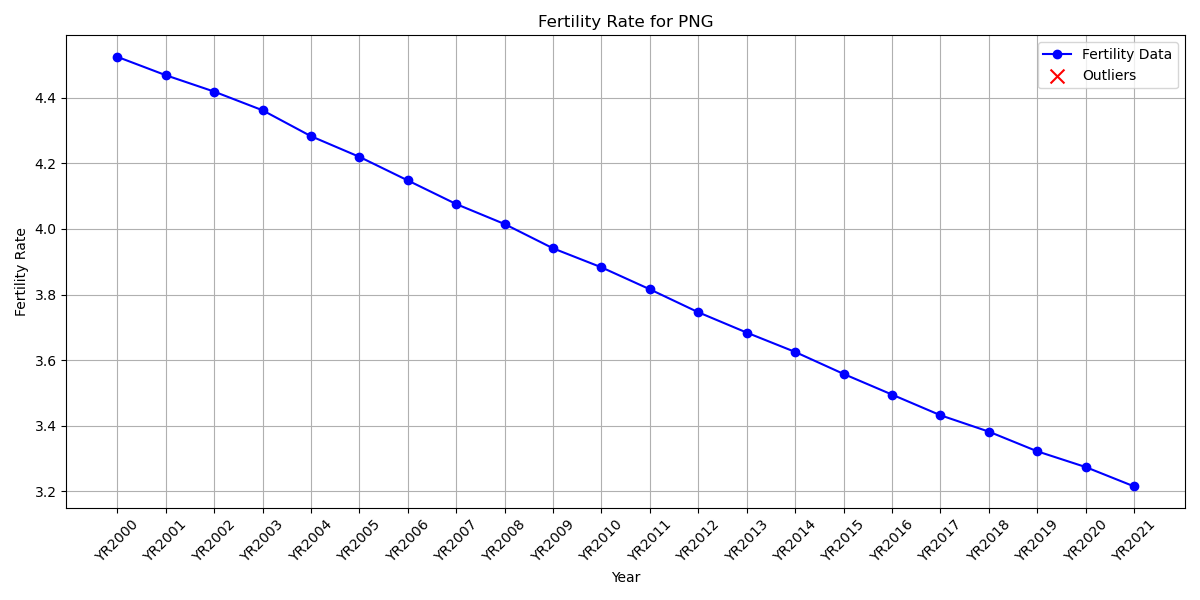 Fertility Rate for PNG
Fertility Data
Outliers
Fertility Rate
4.4
4.2
4.0
3.8
3.6
3.4
3.2
YR2000
YR2001
YR2002
YR2003
YR2004
YR2005
YR2006
YR2007
YR2008
YR2009
YR2010
YR2011
YR2012
YR2013
YR2014
YR2015
YR2016
YR2017
YR2018
YR2019
YR2020
YR2021
Year